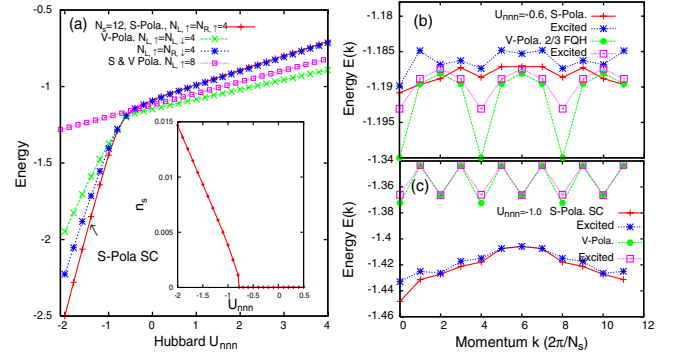 (a)
N_s=12, S-Pola., N_L,↑=N_R,↑=4
V-Pola. N_L,↑=N_L,↓=4
N_L,↑=N_R,↓=4
S & V Pola. N_L,↑=8
0
-0.5
-1
-1.5
-2
-2.5
Energy
-2
-1
0
1
2
3
4
Hubbard U_nnn
S-Pola SC
0.015
0.01
0.005
0
n_s
-2
-1.5
-1
-0.5
0
0.5
U_nnn
(b)
U_nnn=-0.6, S-Pola.
Excited
V-Pola. 2/3 FQH
Excited
-1.18
-1.185
-1.19
-1.195
Energy E(k)
-1.34
-1.36
-1.38
-1.4
-1.42
-1.44
-1.46
Energy E(k)
(c)
U_nnn=-1.0 S-Pola. SC
Excited
V-Pola.
Excited
0
2
4
6
8
10
12
Momentum k (2π/N_s)